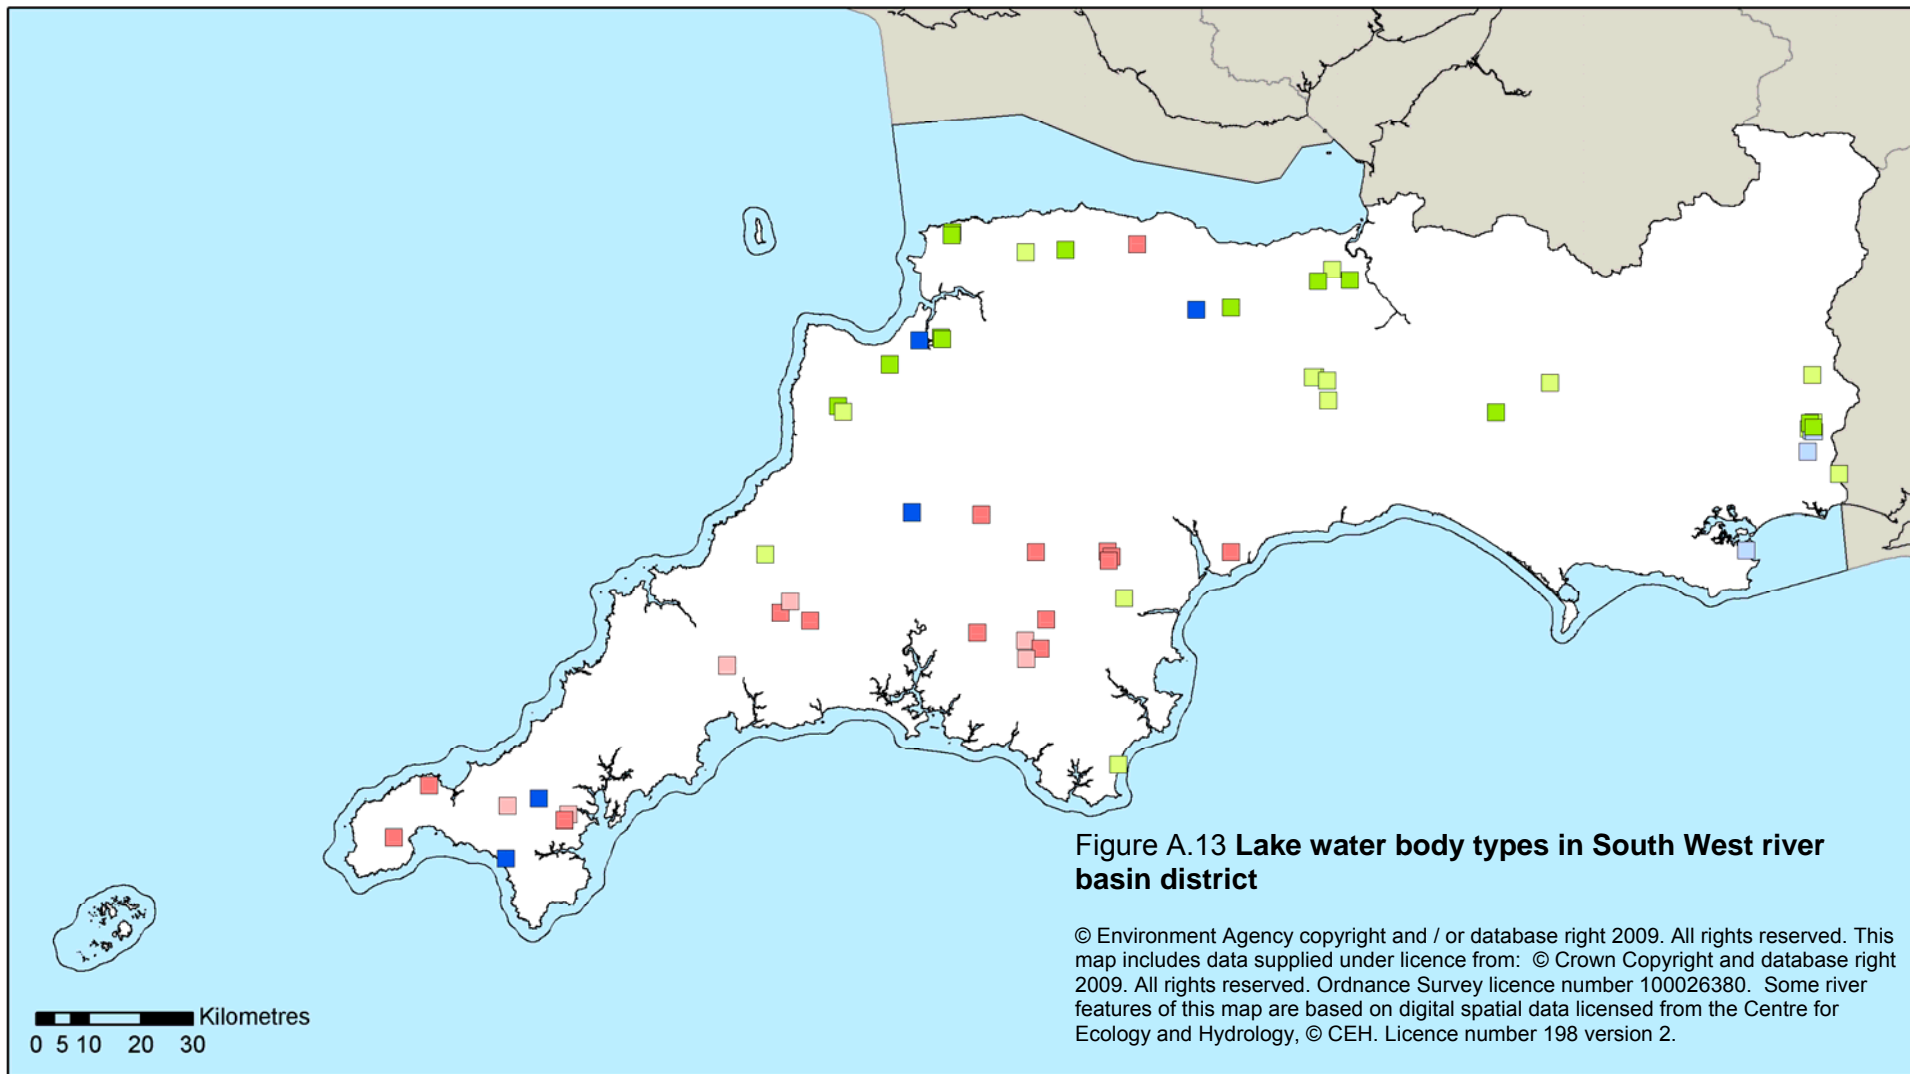 Figure A.13 Lake water body types in South West river
basin district
© Environment Agency copyright and / or database right 2009. All rights reserved. This
map includes data supplied under licence from: © Crown Copyright and database right
2009. All rights reserved. Ordnance Survey licence number 100026380. Some river
features of this map are based on digital spatial data licensed from the Centre for
Ecology and Hydrology, © CEH. Licence number 198 version 2.
Kilometres
0 5 10 20 30